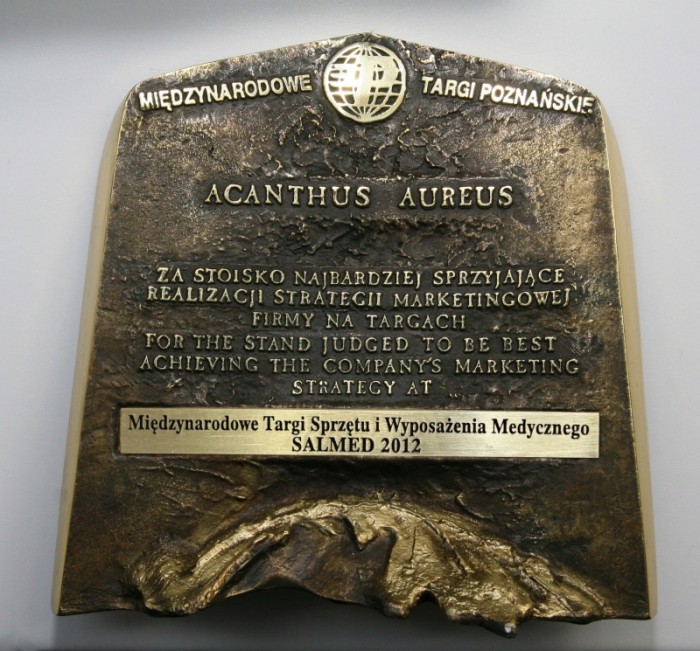 MIĘDZYNARODOWE TARGI POZNAŃSKIE
ACANTHUS AUREUS
ZA STOISKO NAJBARDZIEJ SPRZYJAJĄCE
REALIZACJI STRATEGII MARKETINGOWEJ
FIRMY NA TARGACH
FOR THE STAND JUDGED TO BE BEST
ACHIEVING THE COMPANY'S MARKETING
STRATEGY AT
Międzynarodowe Targi Sprzętu i Wyposażenia Medycznego
SALMED 2012